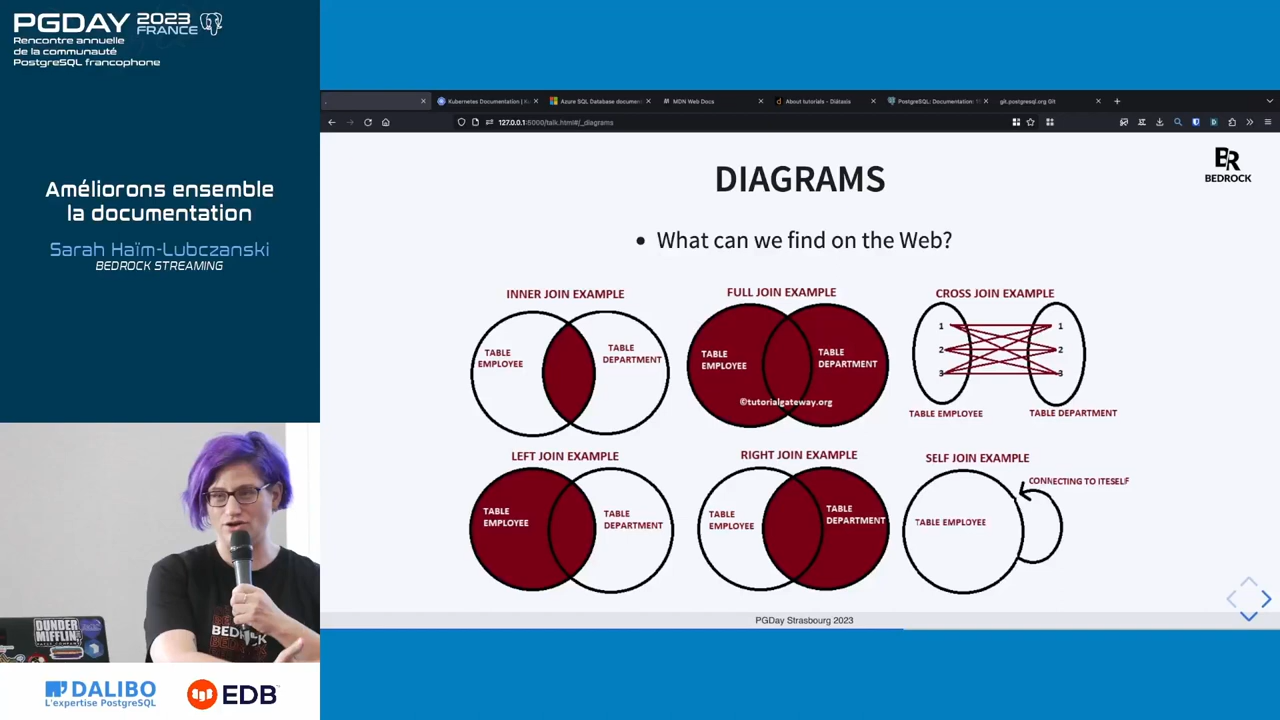 PGDAY 2023
FRANCE
Rencontre annuelle
de la communauté
PostgreSQL francophone
Améliorons ensemble
la documentation
Sarah Haïm-Lubczanski
BEDROCK STREAMING
Kubernetes Documentation | K
Azure SQL Database document
MDN Web Docs
About tutorials - Diátaxis
PostgreSQL: Documentation:
git.postgresql.org Git
127.0.0.1:5000/talk.html#/_diagrams
DIAGRAMS
BR
BEDROCK
• What can we find on the Web?
INNER JOIN EXAMPLE
TABLE
EMPLOYEE
TABLE
DEPARTMENT
FULL JOIN EXAMPLE
TABLE
EMPLOYEE
TABLE
DEPARTMENT
©tutorialgateway.org
CROSS JOIN EXAMPLE
1 1
2 2
3 3
TABLE EMPLOYEE
TABLE DEPARTMENT
LEFT JOIN EXAMPLE
TABLE
EMPLOYEE
TABLE
DEPARTMENT
RIGHT JOIN EXAMPLE
TABLE
EMPLOYEE
TABLE
DEPARTMENT
SELF JOIN EXAMPLE
CONNECTING TO ITESELF
TABLE EMPLOYEE
PGDay Strasbourg 2023
DUNDER
MIFFLIN
BEDROCK
DALIBO
L'expertise PostgreSQL
EDB